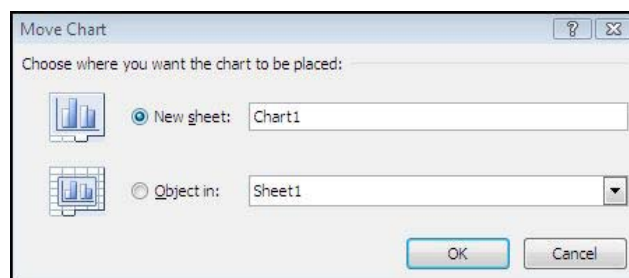 Move Chart
Choose where you want the chart to be placed:
New sheet: Chart1
Object in: Sheet1
OK Cancel